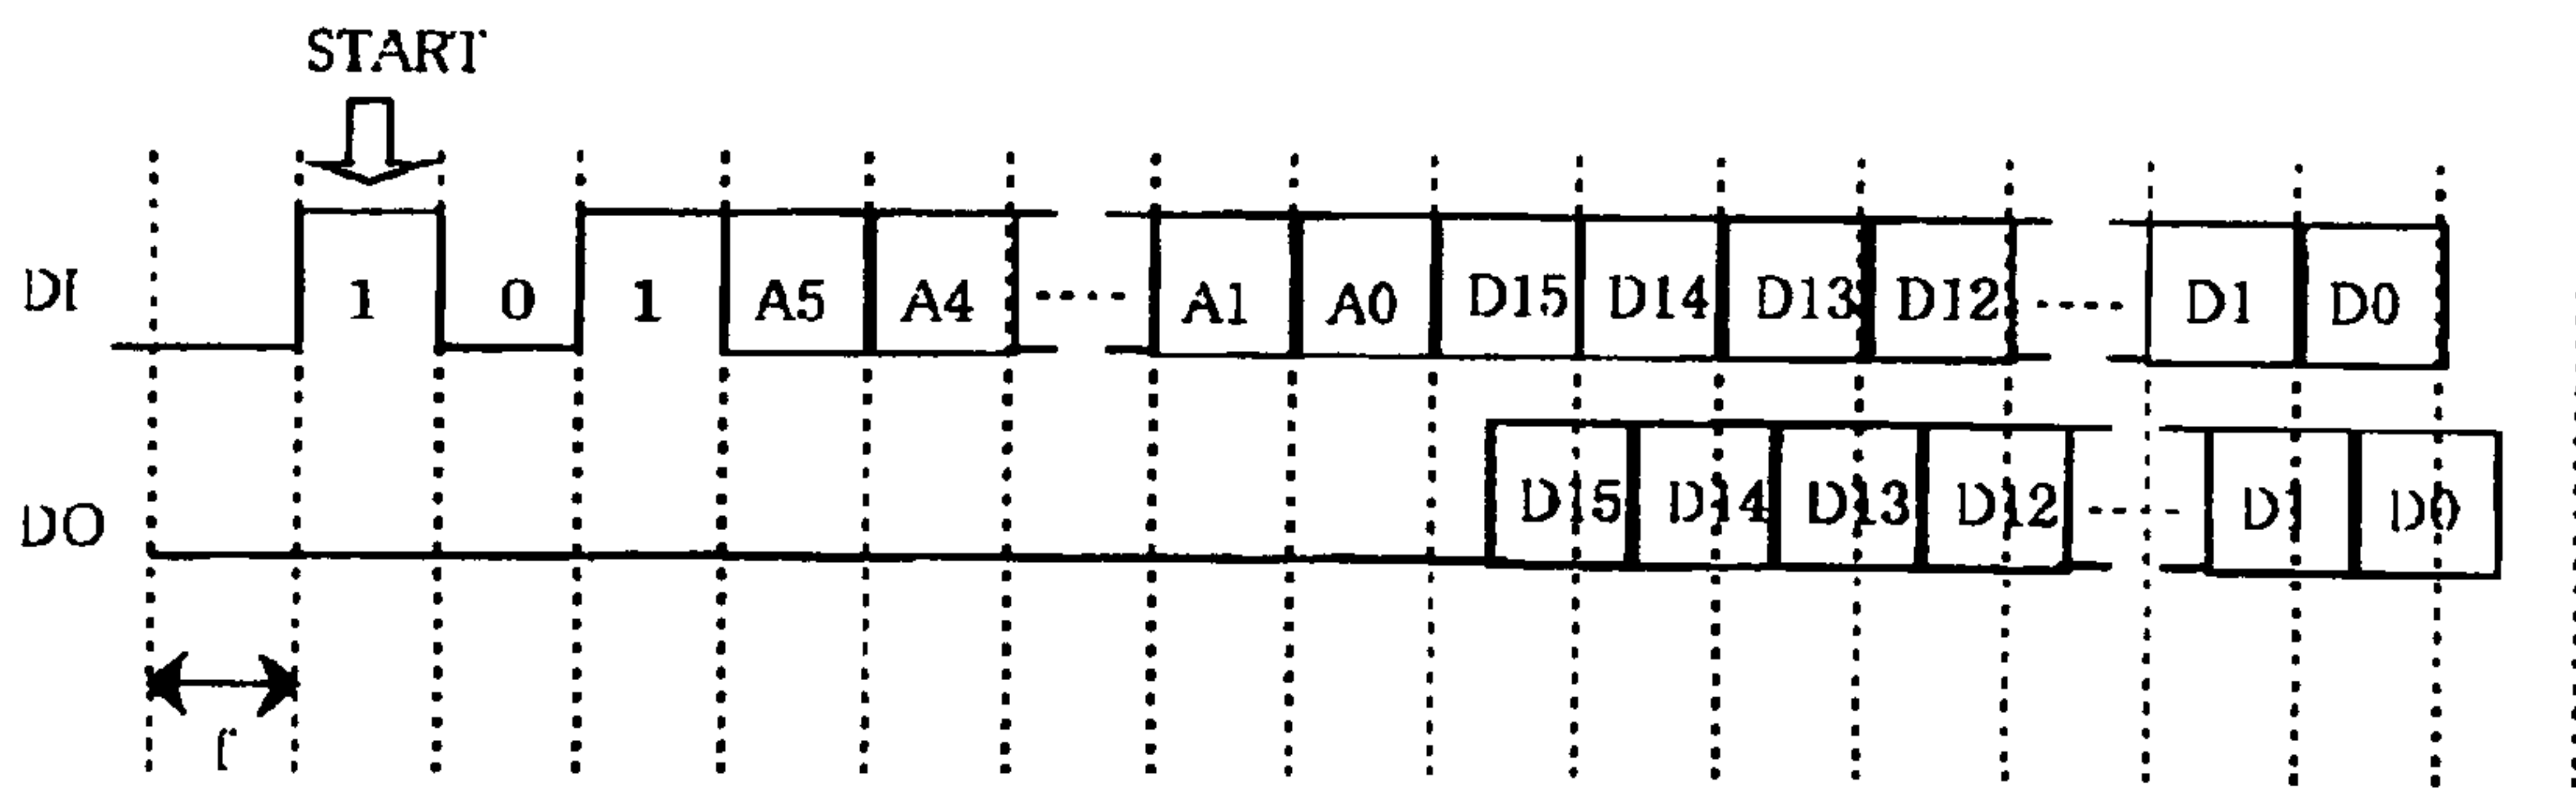 START
DI 1 0 1 A5 A4 ..... A1 A0 D15 D14 D13 D12 ..... D1 D0
DO D15 D14 D13 D12 ..... D1 D0